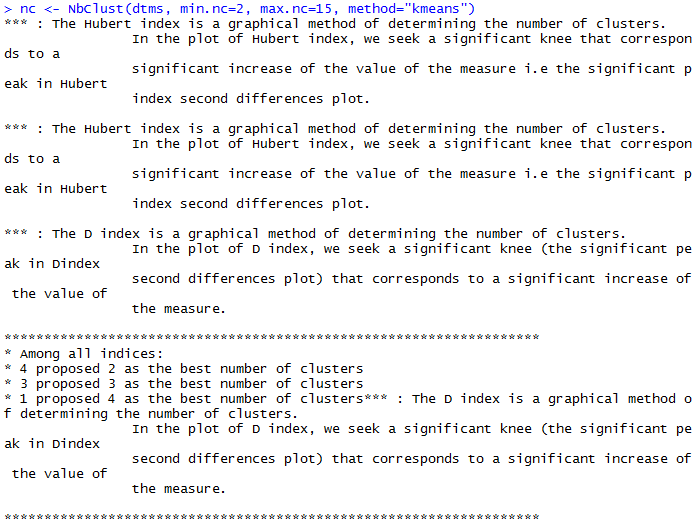 > nc <- NbClust(dtms, min.nc=2, max.nc=15, method="kmeans")
*** : The Hubert index is a graphical method of determining the number of clusters.
                In the plot of Hubert index, we seek a significant knee that correspon
ds to a
                significant increase of the value of the measure i.e the significant p
eak in Hubert
                index second differences plot.

*** : The Hubert index is a graphical method of determining the number of clusters.
                In the plot of Hubert index, we seek a significant knee that correspon
ds to a
                significant increase of the value of the measure i.e the significant p
eak in Hubert
                index second differences plot.

*** : The D index is a graphical method of determining the number of clusters.
                In the plot of D index, we seek a significant knee (the significant pe
ak in Dindex
                second differences plot) that corresponds to a significant increase of
 the value of
                the measure.

*******************************************************************
* Among all indices:
* 4 proposed 2 as the best number of clusters
* 3 proposed 3 as the best number of clusters
* 1 proposed 4 as the best number of clusters*** : The D index is a graphical method o
f determining the number of clusters.
                In the plot of D index, we seek a significant knee (the significant pe
ak in Dindex
                second differences plot) that corresponds to a significant increase of
 the value of
                the measure.

*******************************************************************